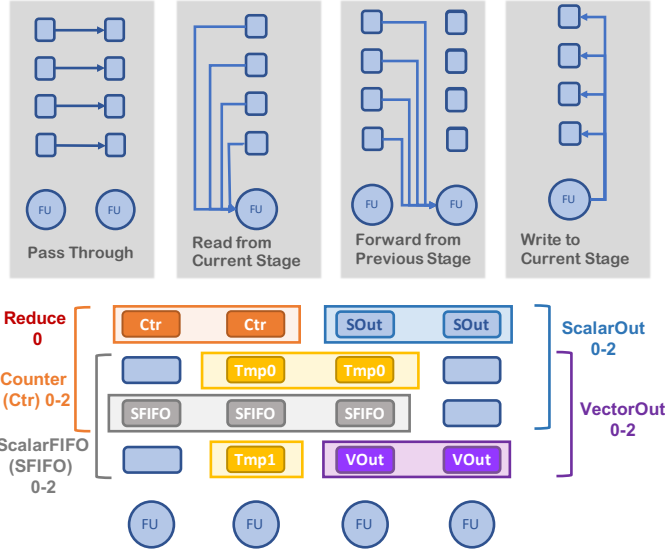 FU FU
Pass Through
FU
Read from
Current Stage
FU FU
Forward from
Previous Stage
FU
Write to
Current Stage
Reduce
0
Counter
(Ctr) 0-2
ScalarFIFO
(SFIFO)
0-2
Ctr Ctr SOut SOut
Tmp0 Tmp0
SFIFO SFIFO SFIFO
Tmp1 VOut VOut
FU FU FU FU
ScalarOut
0-2
VectorOut
0-2